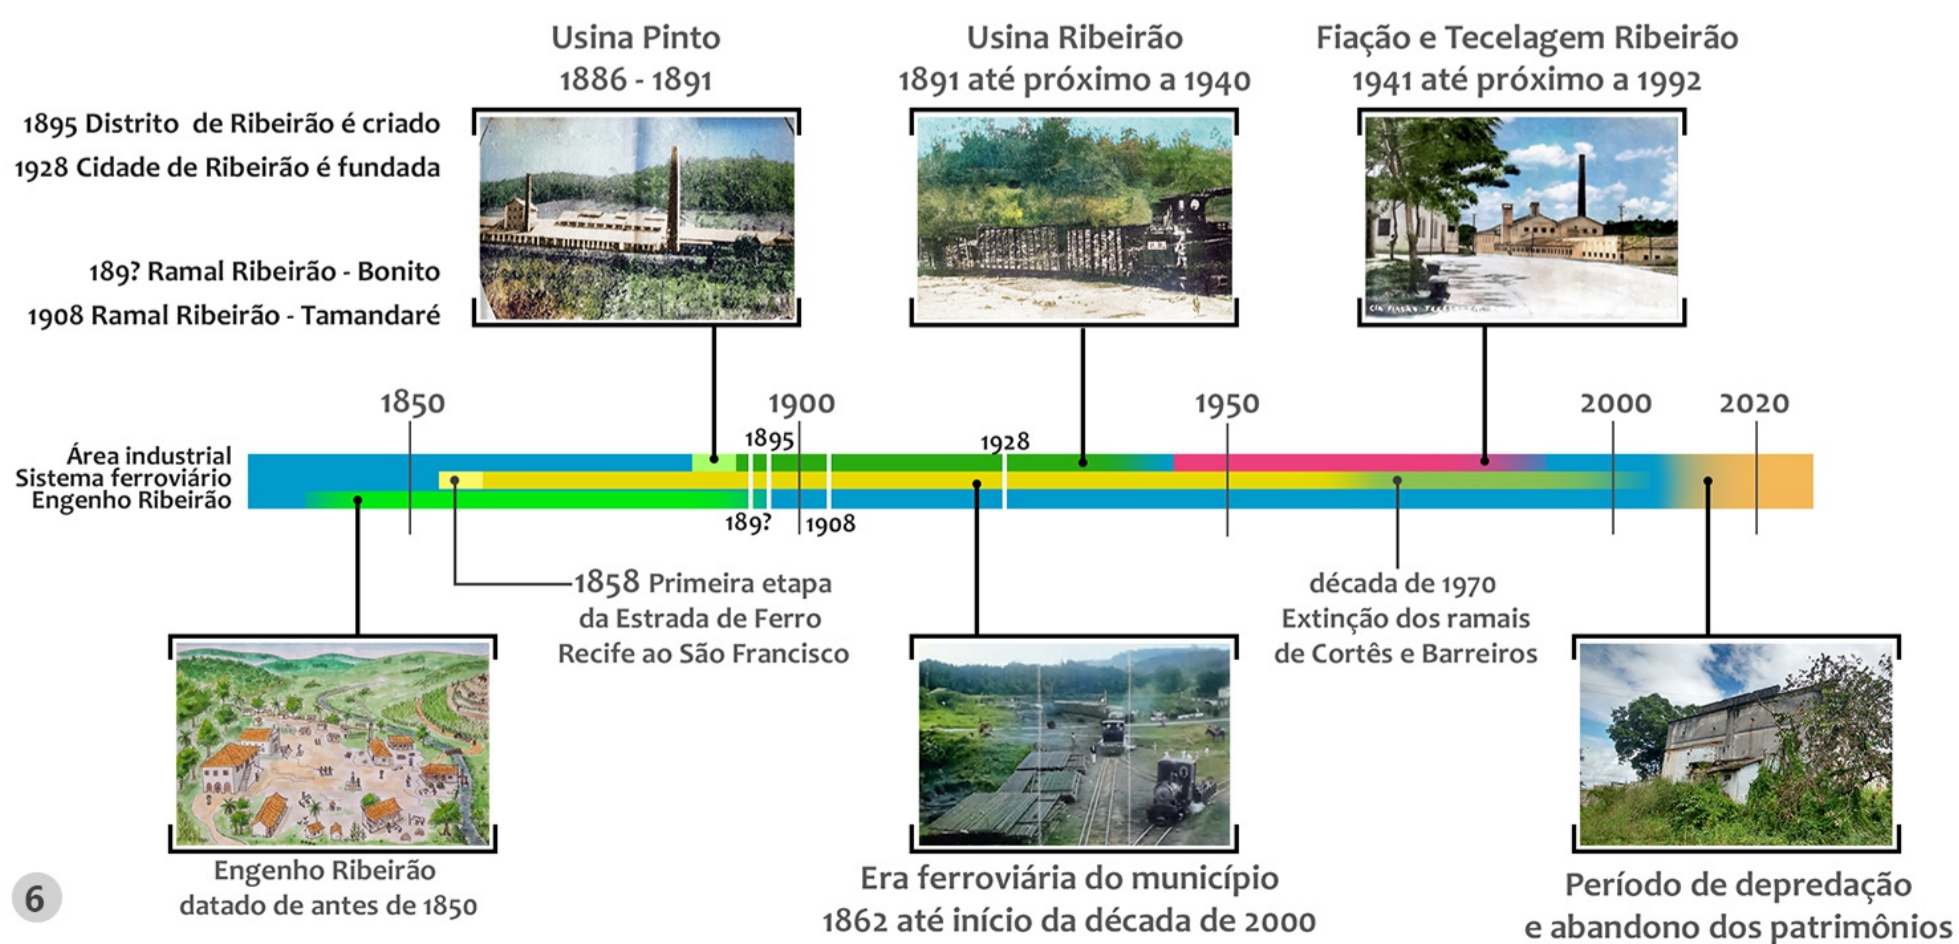 Usina Pinto
1886 - 1891
Usina Ribeirão
1891 até próximo a 1940
Fiação e Tecelagem Ribeirão
1941 até próximo a 1992
1895 Distrito de Ribeirão é criado
1928 Cidade de Ribeirão é fundada
189? Ramal Ribeirão - Bonito
1908 Ramal Ribeirão - Tamandaré
1850
1900
1950
2000
2020
1895
1928
Área industrial
Sistema ferroviário
Engenho Ribeirão
189?
1908
1858 Primeira etapa
da Estrada de Ferro
Recife ao São Francisco
década de 1970
Extinção dos ramais
de Cortês e Barreiros
Engenho Ribeirão
datado de antes de 1850
Era ferroviária do município
1862 até início da década de 2000
Período de depredação
e abandono dos patrimônios
6